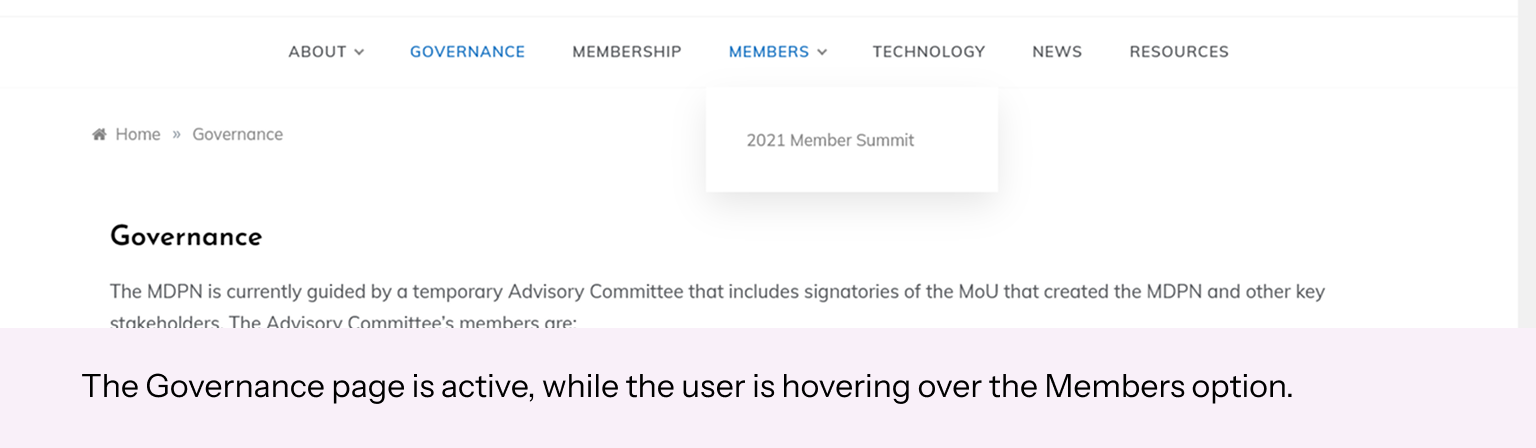 ABOUT GOVERNANCE MEMBERSHIP MEMBERS TECHNOLOGY NEWS RESOURCES
Home » Governance
2021 Member Summit
Governance
The MDPN is currently guided by a temporary Advisory Committee that includes signatories of the MoU that created the MDPN and other key
stakeholders. The Advisory Committee's members are:
The Governance page is active, while the user is hovering over the Members option.